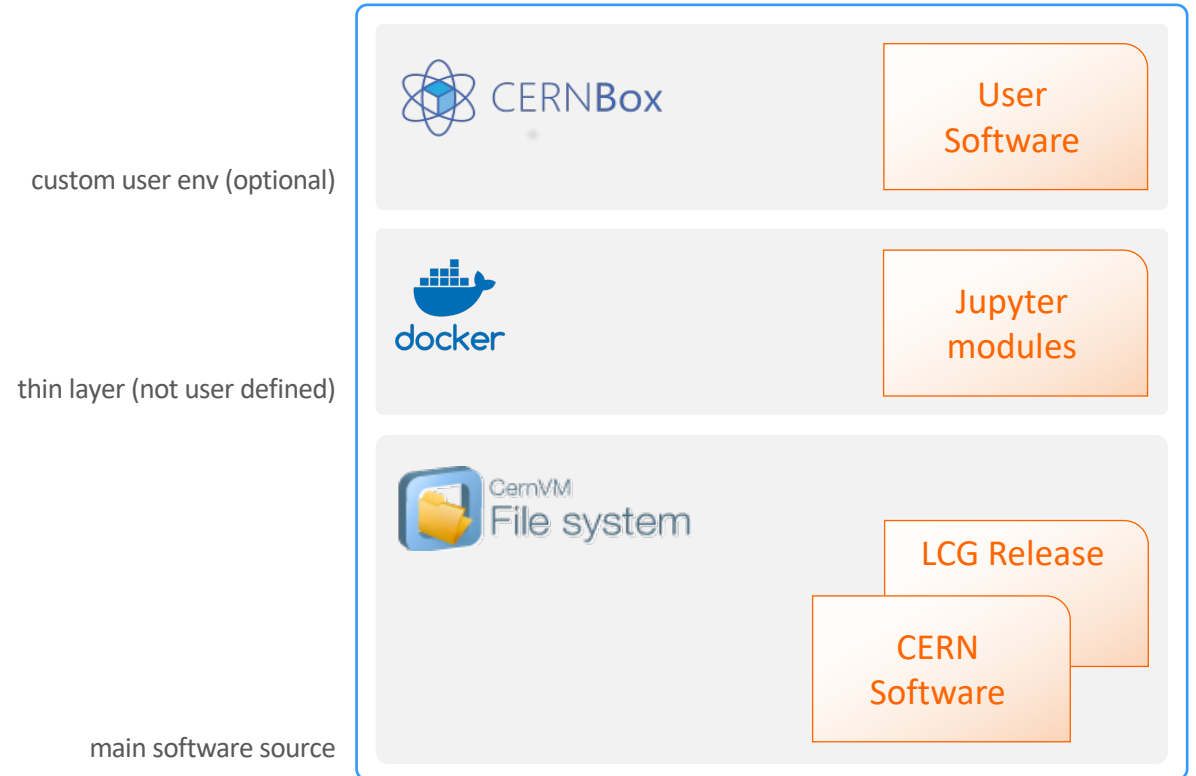 CERNBox
User
Software
custom user env (optional)
docker
Jupyter
modules
thin layer (not user defined)
CernVM
File system
LCG Release
CERN
Software
main software source